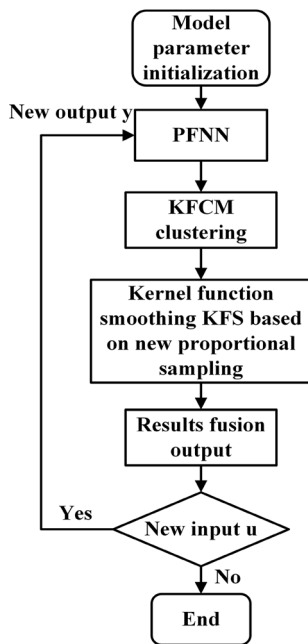 Model
parameter
initialization
New output y
PFNN
KFCM
clustering
Kernel function
smoothing KFS based
on new proportional
sampling
Results fusion
output
Yes
New input u
No
End